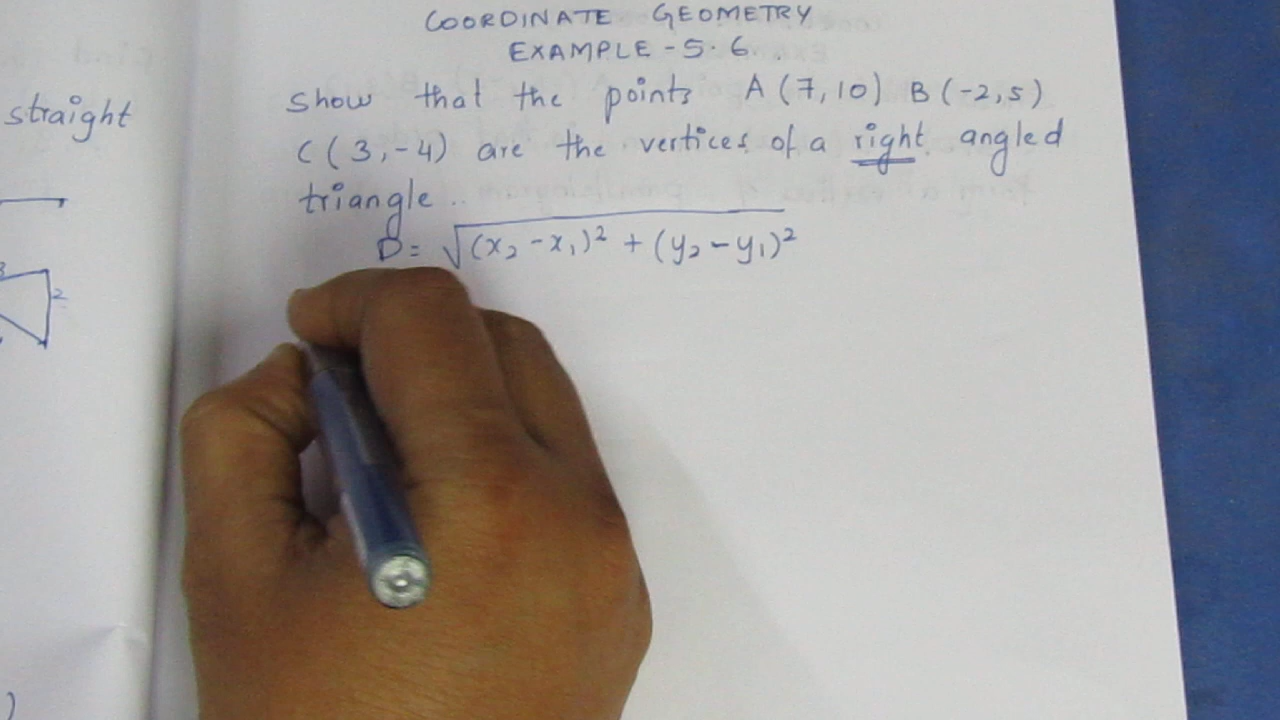 COORDINATE GEOMETRY
EXAMPLE - 5.6.
straight
show that the points A (7,10) B (-2,5)
C (3,-4) are the vertices of a right angled
triangle..
D = √(x₂ - x₁)² + (y₂ - y₁)²
2
)